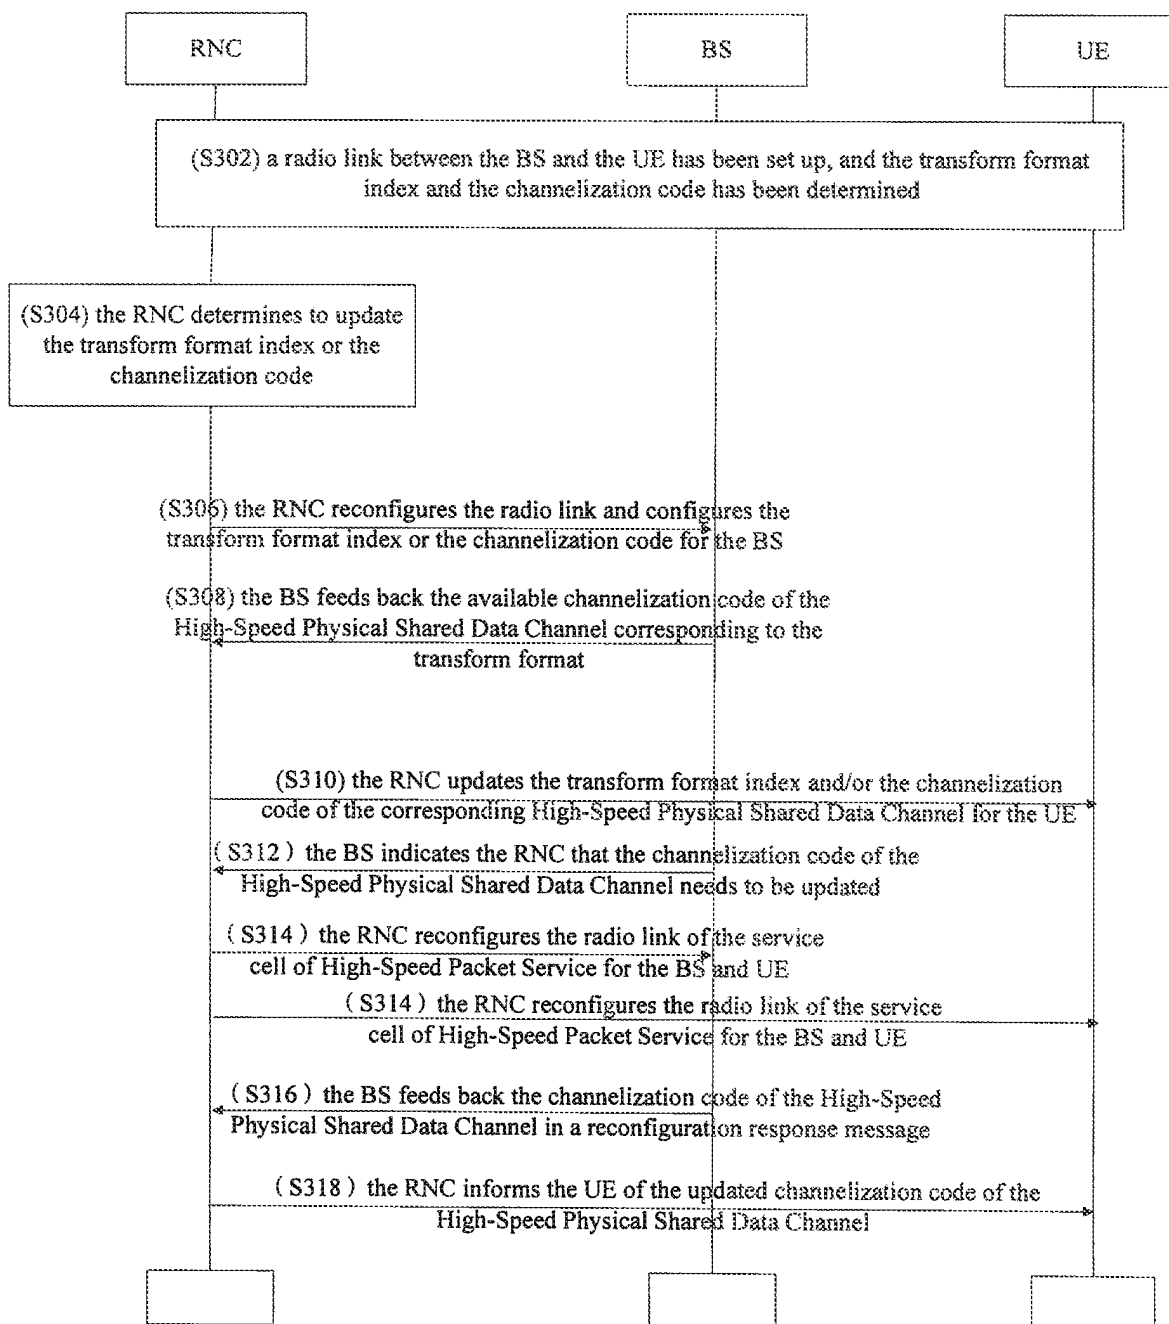 RNC
BS
UE
(S302) a radio link between the BS and the UE has been set up, and the transform format
index and the channelization code has been determined
(S304) the RNC determines to update
the transform format index or the
channelization code
(S306) the RNC reconfigures the radio link and configures the
transform format index or the channelization code for the BS
(S308) the BS feeds back the available channelization code of the
High-Speed Physical Shared Data Channel corresponding to the
transform format
(S310) the RNC updates the transform format index and/or the channelization
code of the corresponding High-Speed Physical Shared Data Channel for the UE
(S312) the BS indicates the RNC that the channelization code of the
High-Speed Physical Shared Data Channel needs to be updated
(S314) the RNC reconfigures the radio link of the service
cell of High-Speed Packet Service for the BS and UE
(S314) the RNC reconfigures the radio link of the service
cell of High-Speed Packet Service for the BS and UE
(S316) the BS feeds back the channelization code of the High-Speed
Physical Shared Data Channel in a reconfiguration response message
(S318) the RNC informs the UE of the updated channelization code of the
High-Speed Physical Shared Data Channel